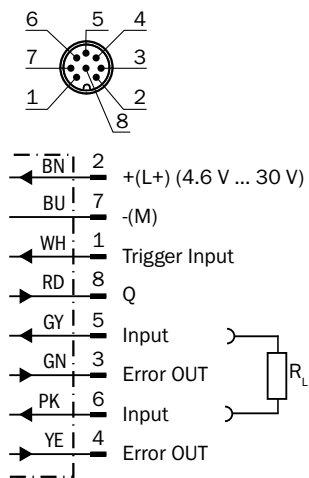 6 5 4
7 3
1 2
8
BN 2 +(L+) (4.6 V ... 30 V)
BU 7 -(M)
WH 1 Trigger Input
RD 8 Q
GY 5 Input
GN 3 Error OUT
RL
PK 6 Input
YE 4 Error OUT